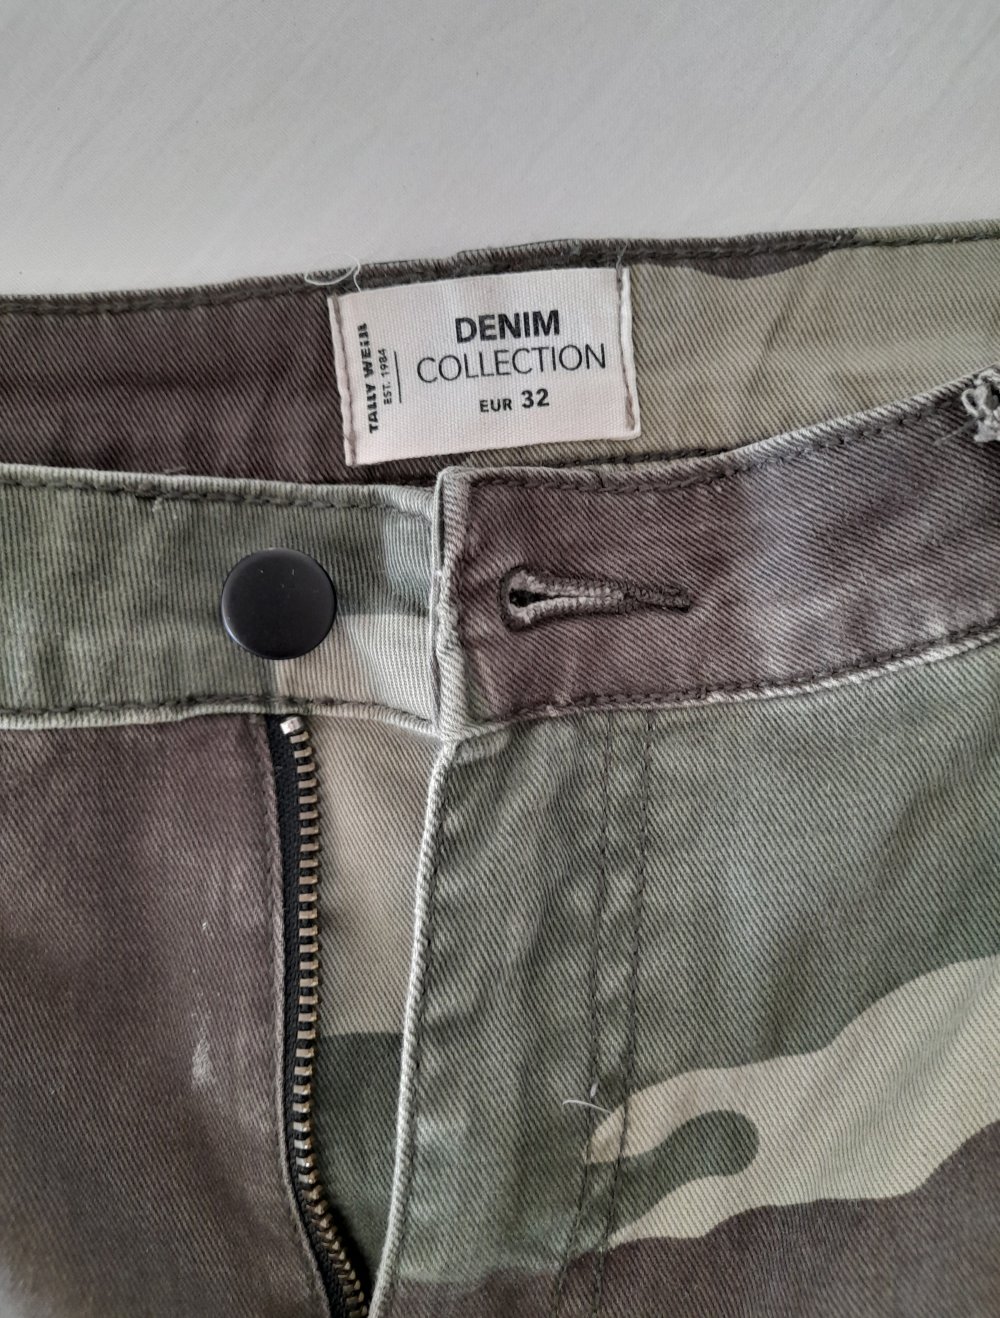 TALLY WEiJL
EST. 1984
DENIM
COLLECTION
EUR 32